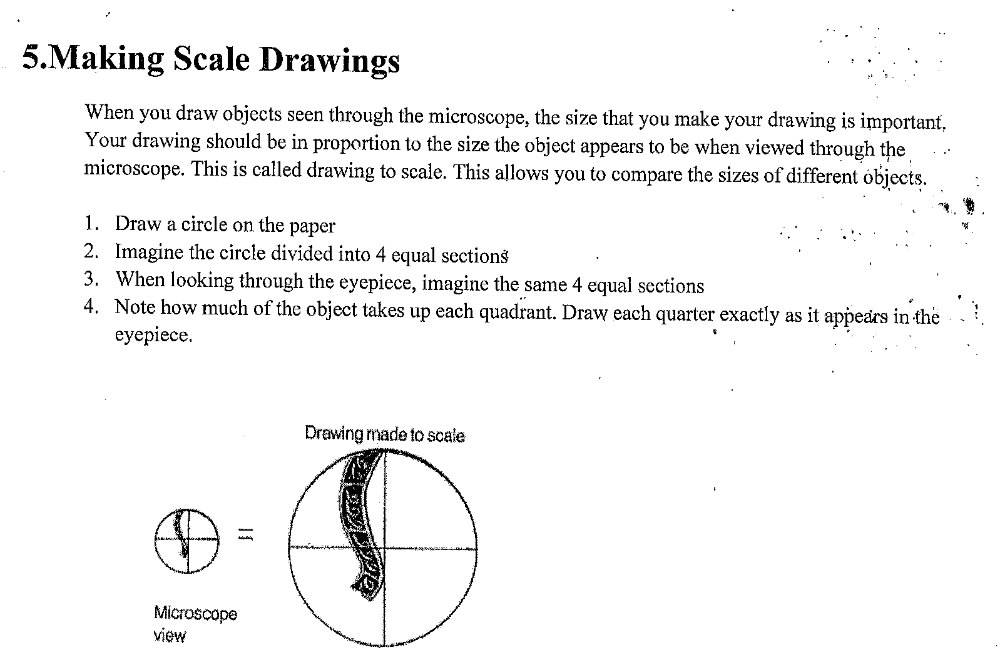 5.Making Scale Drawings
When you draw objects seen through the microscope, the size that you make your drawing is important.
Your drawing should be in proportion to the size the object appears to be when viewed through the
microscope. This is called drawing to scale. This allows you to compare the sizes of different objects.
1. Draw a circle on the paper
2. Imagine the circle divided into 4 equal sections
3. When looking through the eyepiece, imagine the same 4 equal sections
4. Note how much of the object takes up each quadrant. Draw each quarter exactly as it appears in the
eyepiece.
Drawing made to scale
=
Microscope
view